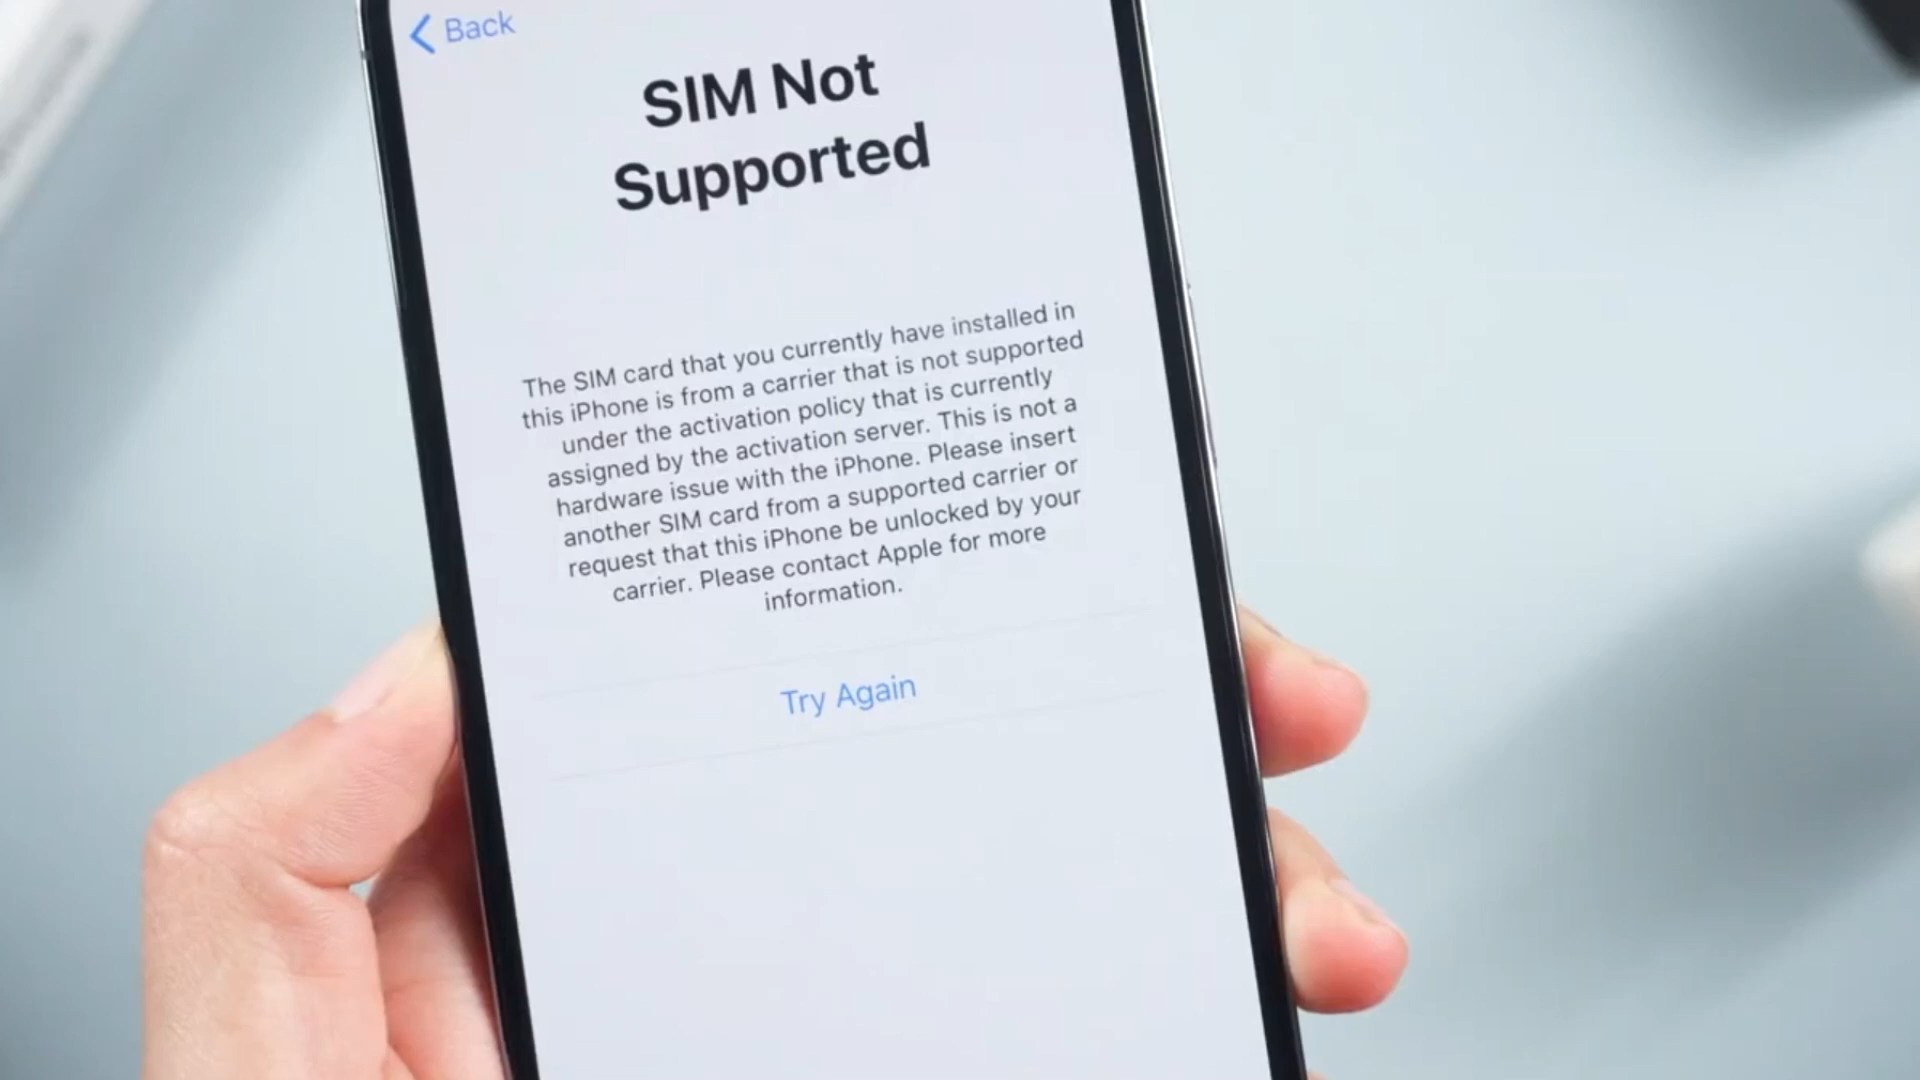 Back
SIM Not
Supported
The SIM card that you currently have installed in
this iPhone is from a carrier that is not supported
under the activation policy that is currently
assigned by the activation server. This is not a
hardware issue with the iPhone. Please insert
another SIM card from a supported carrier or
request that this iPhone be unlocked by your
carrier. Please contact Apple for more
information.
Try Again